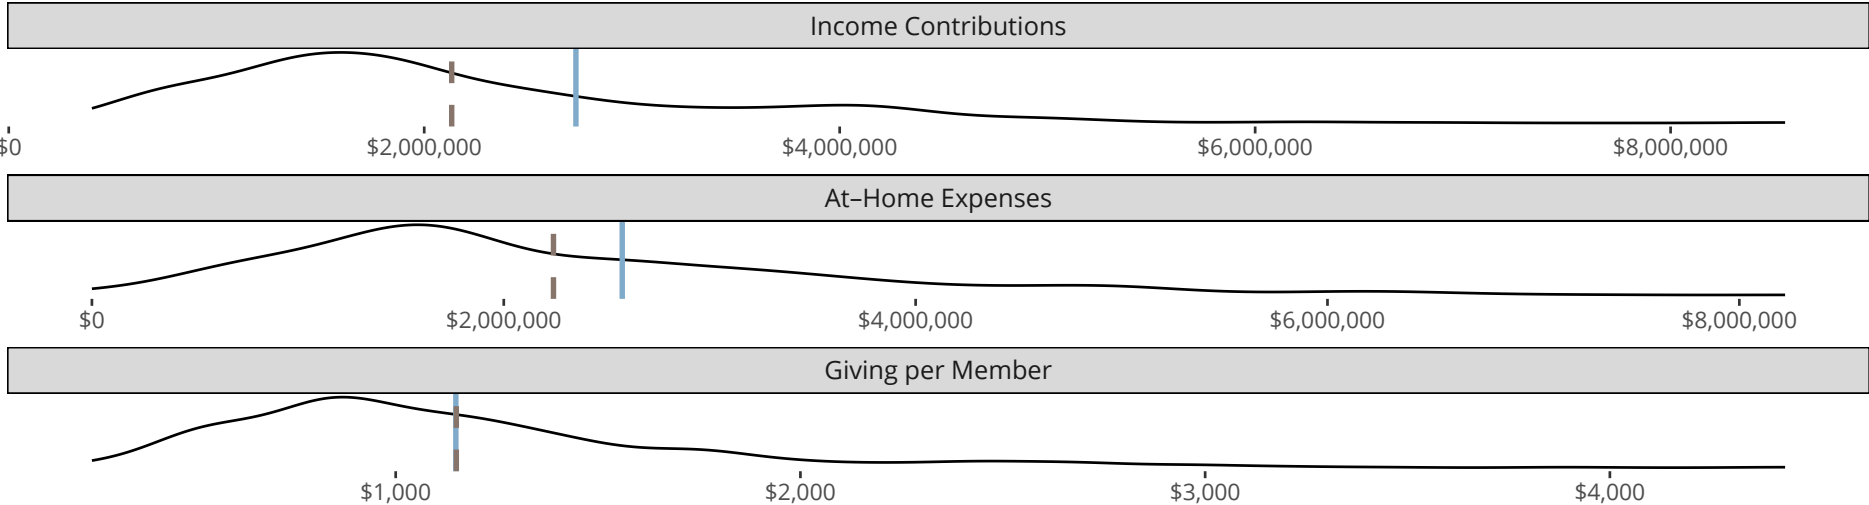 Income Contributions
$0 $2,000,000 $4,000,000 $6,000,000 $8,000,000
At–Home Expenses
$0 $2,000,000 $4,000,000 $6,000,000 $8,000,000
Giving per Member
$1,000 $2,000 $3,000 $4,000